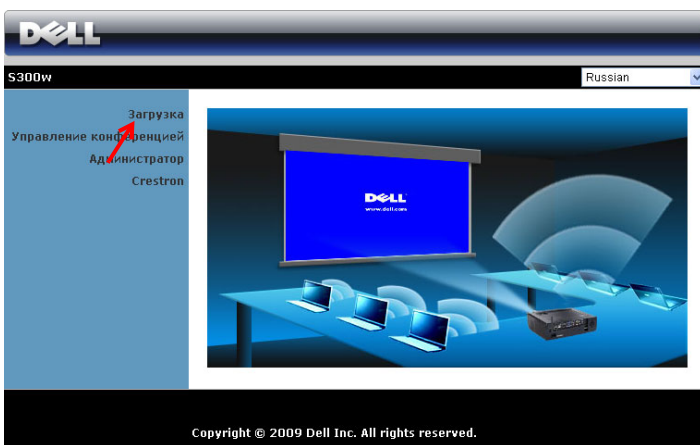 DELL
S300w
Russian
Загрузка
Управление конференцией
Администратор
Crestron
DELL
www.dell.com
Copyright © 2009 Dell Inc. All rights reserved.